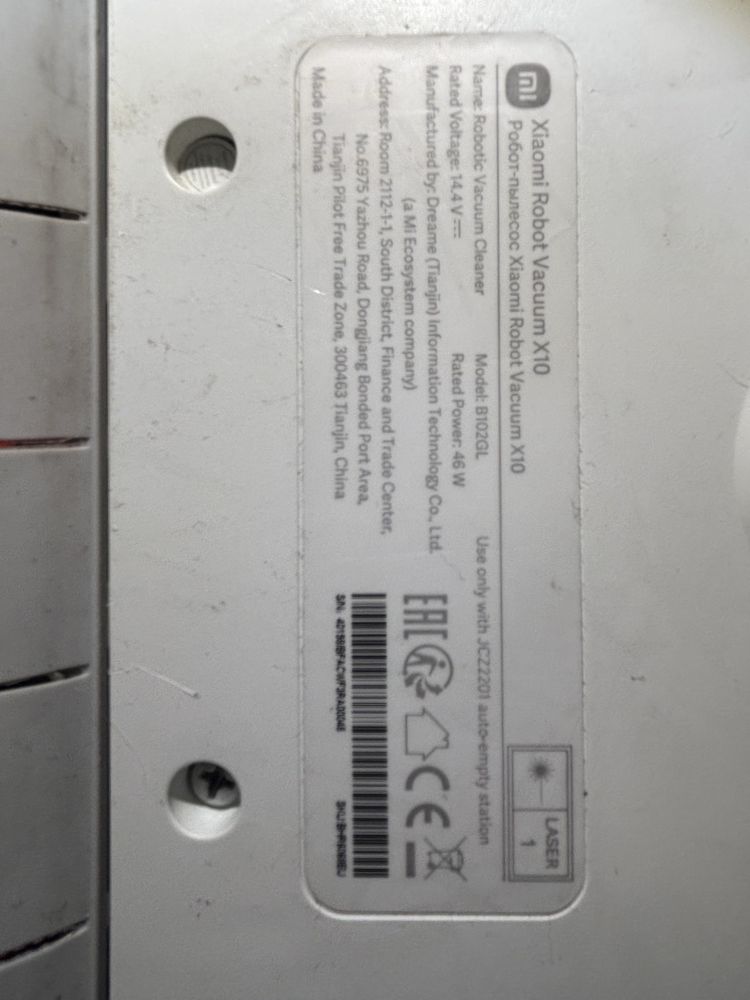 Xiaomi Robot Vacuum X10
Робот-пылесос Xiaomi Robot Vacuum X10
LASER
1
Name: Robotic Vacuum Cleaner Model: B102GL Use only with JCZ2201 auto-empty station
Rated Voltage: 14.4 V Rated Power: 46 W
Manufactured by: Dreame (Tianjin) Information Technology Co., Ltd.
(a Mi Ecosystem company)
Address: Room 2112-1-1, South District, Finance and Trade Center,
No.6975 Yazhou Road, Dongjiang Bonded Port Area,
Tianjin Pilot Free Trade Zone, 300463 Tianjin, China
Made in China
EAC
CE
S/N: